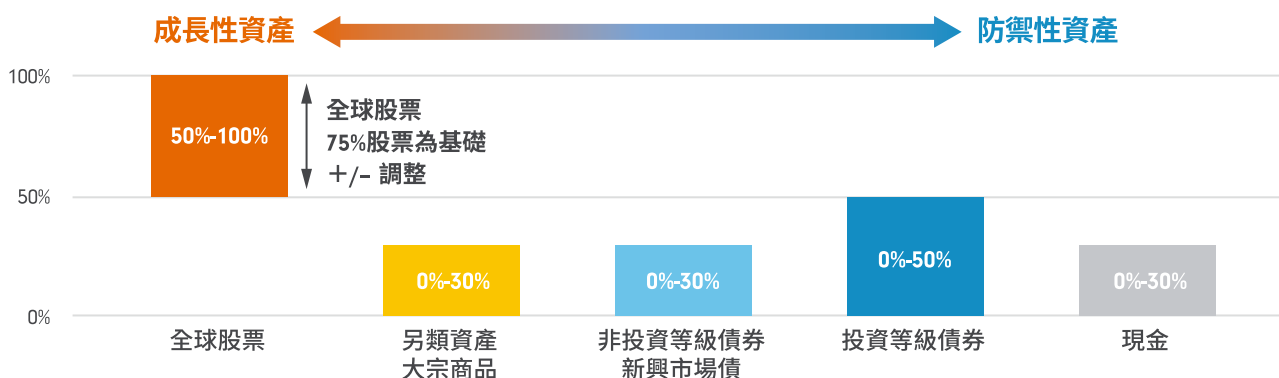 成長性資產
防禦性資產
100%
50%-100%
全球股票
75%股票為基礎
+/- 調整
50%
0%-30%
0%-30%
0%-50%
0%-30%
0%
全球股票
另類資產
大宗商品
非投資等級債券
新興市場債
投資等級債券
現金